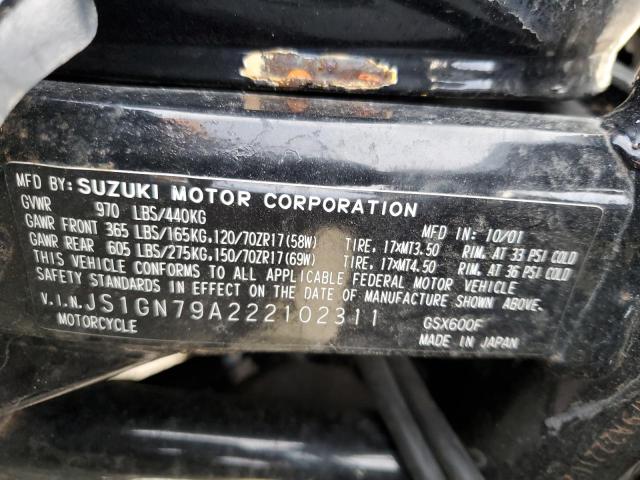 MFD BY: SUZUKI MOTOR CORPORATION
GVWR 970 LBS/440KG MFD IN: 10/01
GAWR FRONT 365 LBS/165KG, 120/70ZR17(58W) TIRE, 17XMT3.50 RIM, AT 33 PSI COLD
GAWR REAR 605 LBS/275KG, 150/70ZR17(69W) TIRE, 17XMT4.50 RIM, AT 36 PSI COLD
THIS VEHICLE CONFORMS TO ALL APPLICABLE FEDERAL MOTOR VEHICLE
SAFETY STANDARDS IN EFFECT ON THE DATE OF MANUFACTURE SHOWN ABOVE.
V.I.N. JS1GN79A222102311 GSX600F
MOTORCYCLE MADE IN JAPAN